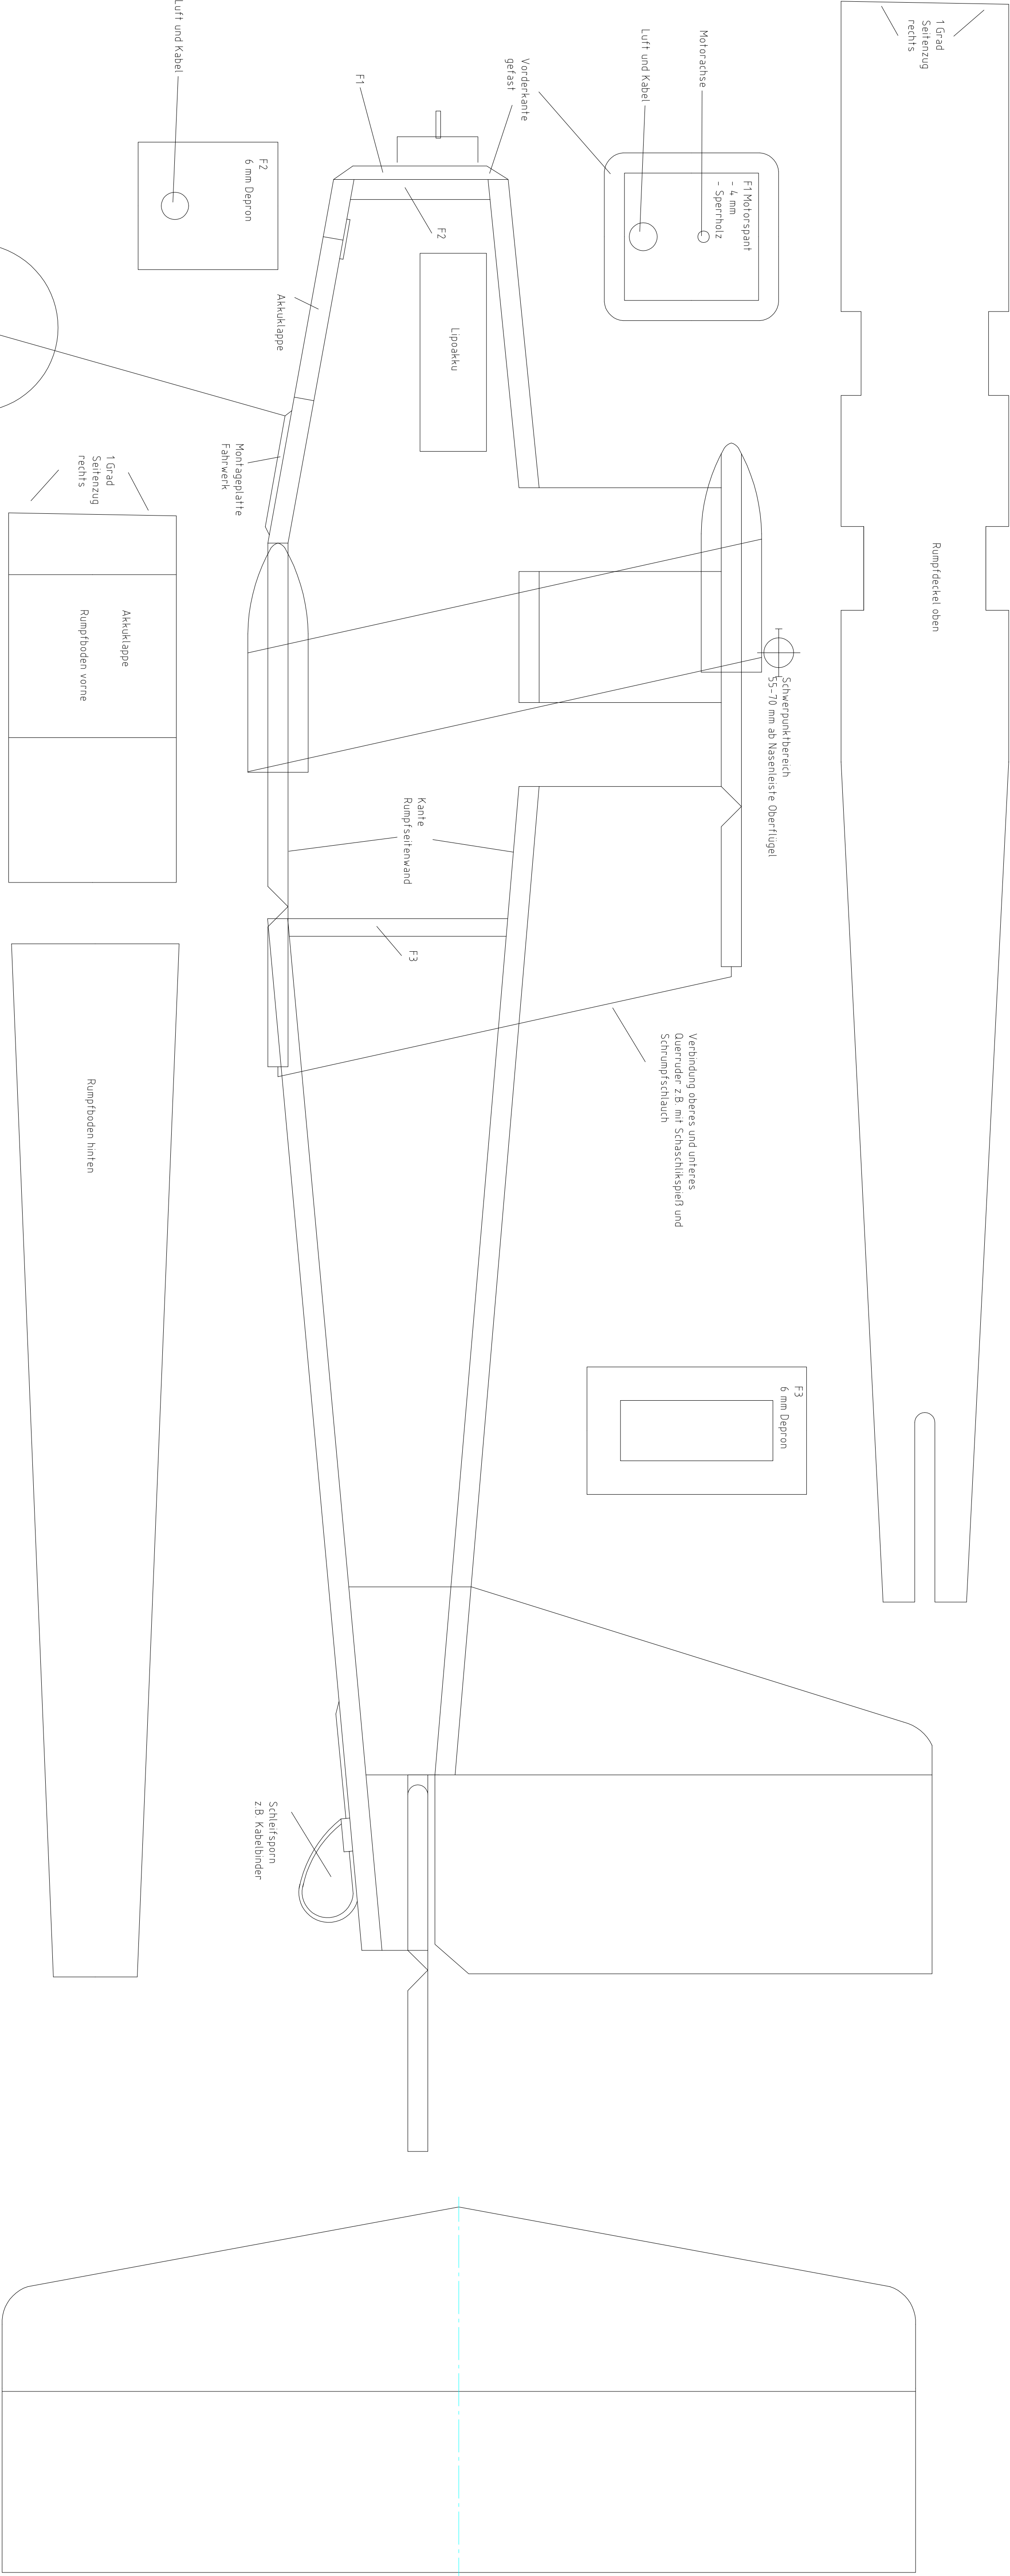 1 Grad
Seitenzug
rechts
Rumpfdeckel oben
Motorachse
Luft und Kabel
F1 Motorspant
- 4 mm
- Sperrholz
Schwerpunktbereich
55-70 mm ab Nasenleiste Oberflügel
F3
6 mm Depron
Verbindung oberes und unteres
Querruder z.B. mit Schaschlikspieß und
Schrumpfschlauch
Vorderkante
gefast
Lipoakku
F2
F1
Kante
Rumpfseitenwand
F3
Akkuklappe
Montageplatte
Fahrwerk
F2
6 mm Depron
Schleifsporn
z.B. Kabelbinder
Luft und Kabel
1 Grad
Seitenzug
rechts
Akkuklappe
Rumpfboden vorne
Rumpfboden hinten